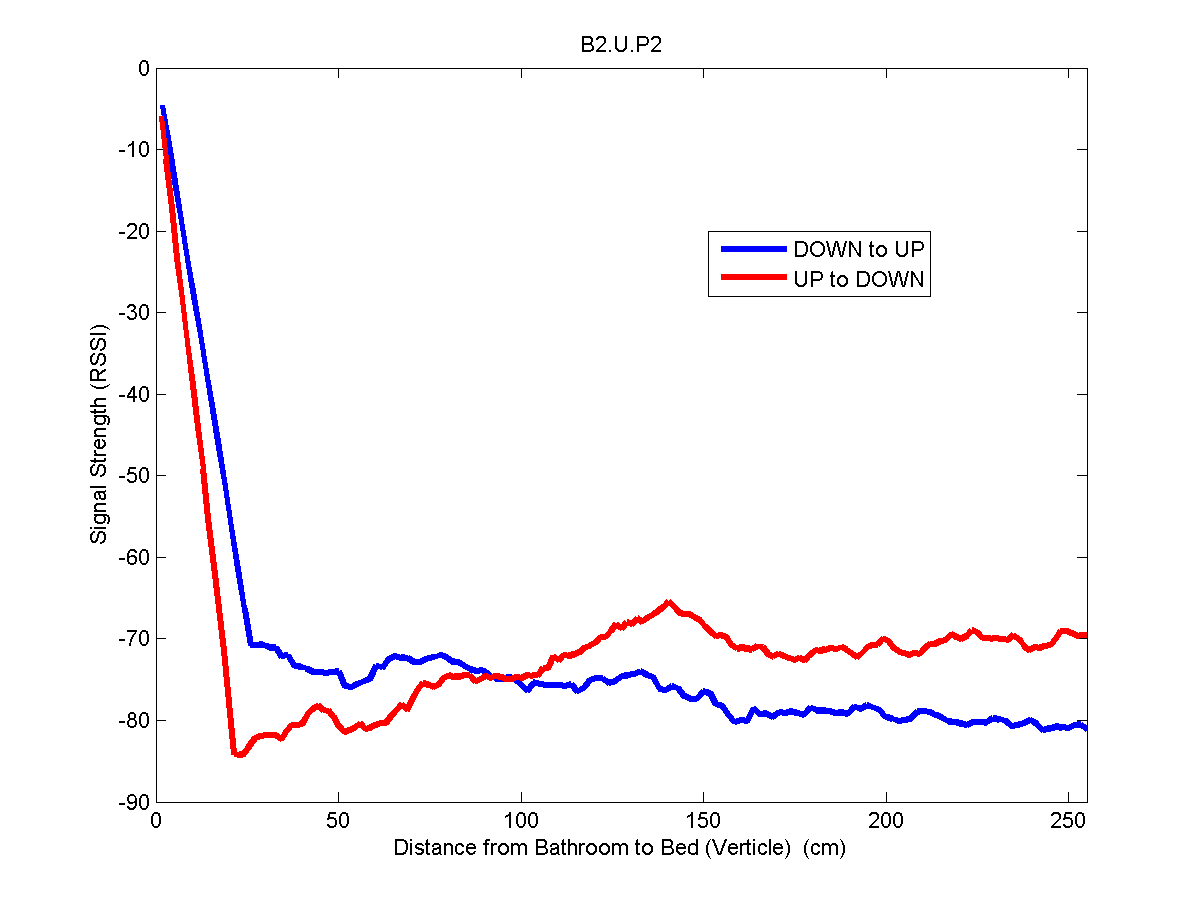 B2.U.P2
0
-10
-20
-30
-40
-50
-60
-70
-80
-90
Signal Strength (RSSI)
DOWN to UP
UP to DOWN
0 50 100 150 200 250
Distance from Bathroom to Bed (Verticle) (cm)